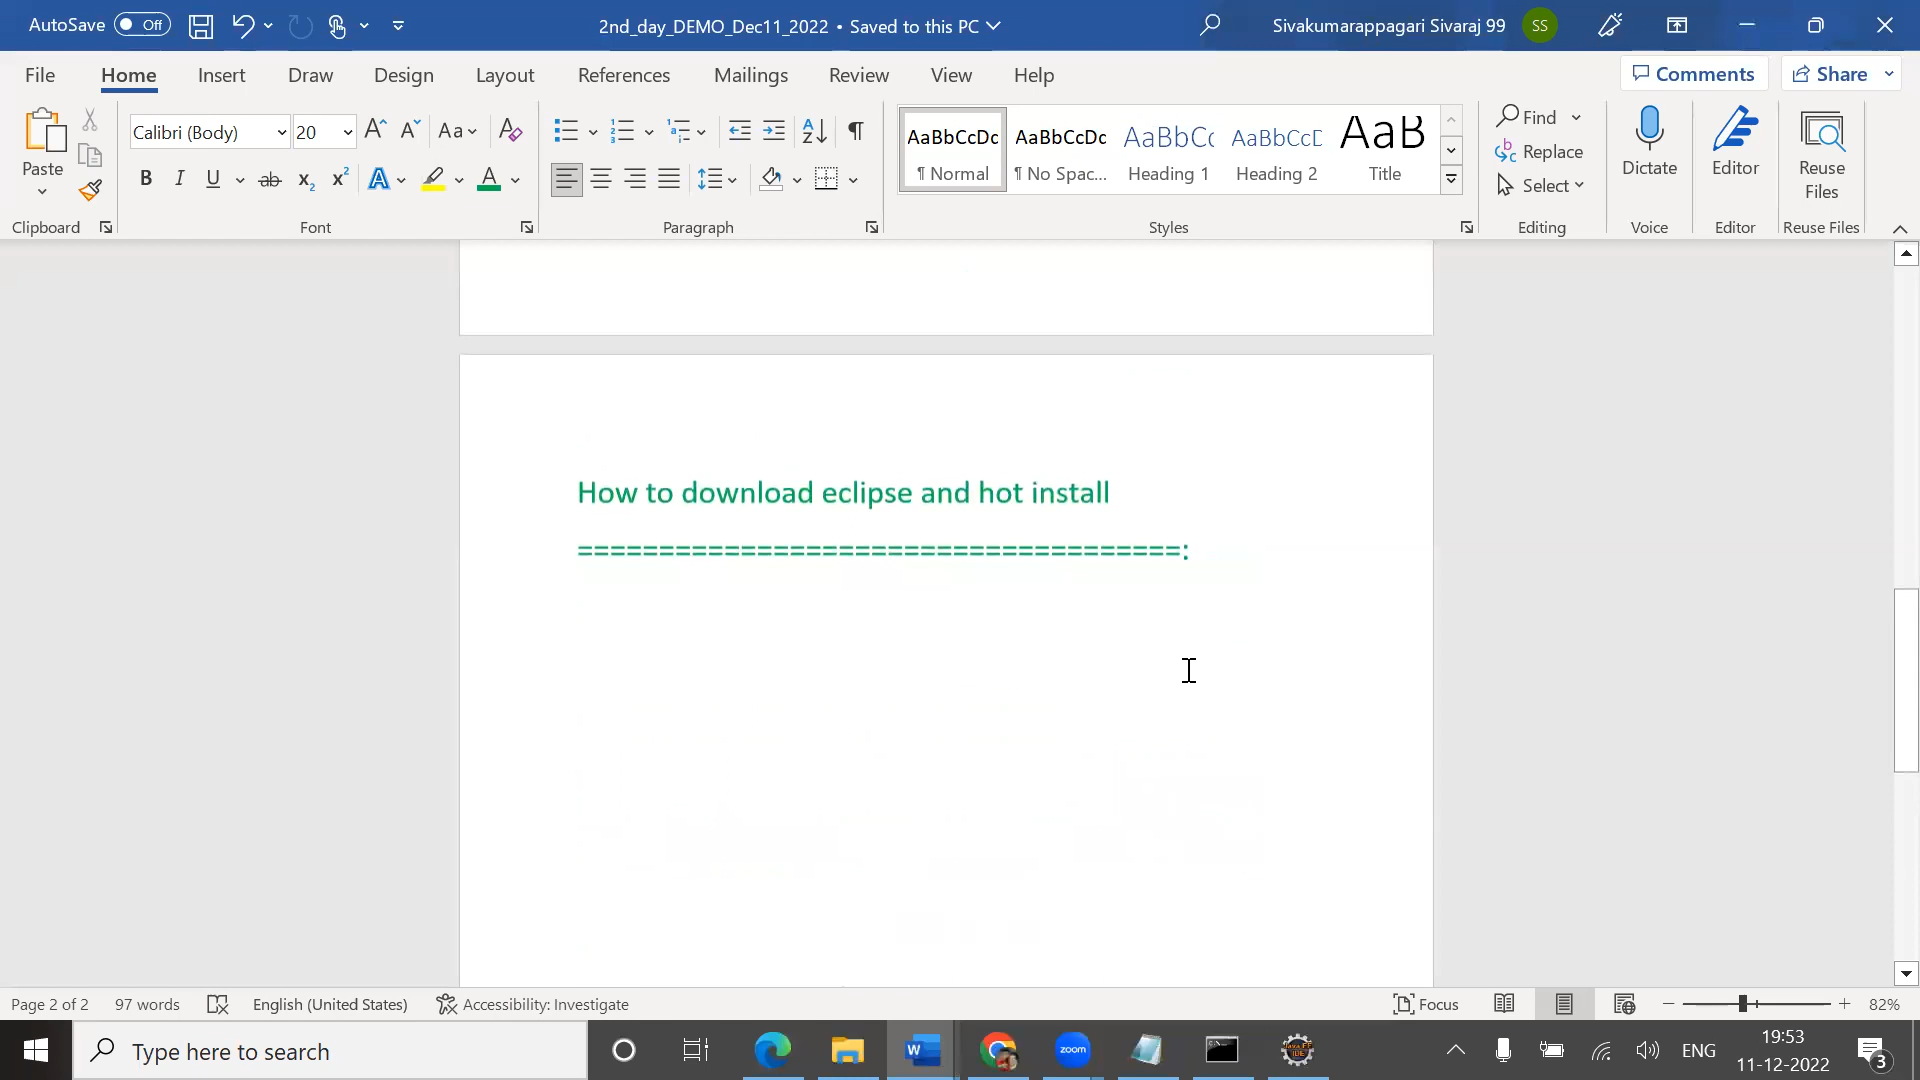 AutoSave Off
2nd_day_DEMO_Dec11_2022 • Saved to this PC
Sivakumarappagari Sivaraj 99 SS
File Home Insert Draw Design Layout References Mailings Review View Help
Comments Share
Paste
Clipboard
Calibri (Body) 20
Font
Paragraph
AaBbCcDc AaBbCcDc AaBbCc AaBbCcD AaB
¶ Normal ¶ No Spac... Heading 1 Heading 2 Title
Styles
Find
Replace
Select
Editing
Dictate
Voice
Editor
Editor
Reuse
Files
Reuse Files
How to download eclipse and hot install
=====================================:
Page 2 of 2 97 words English (United States) Accessibility: Investigate
Focus 82%
Type here to search
zoom
ENG
19:53
11-12-2022
3